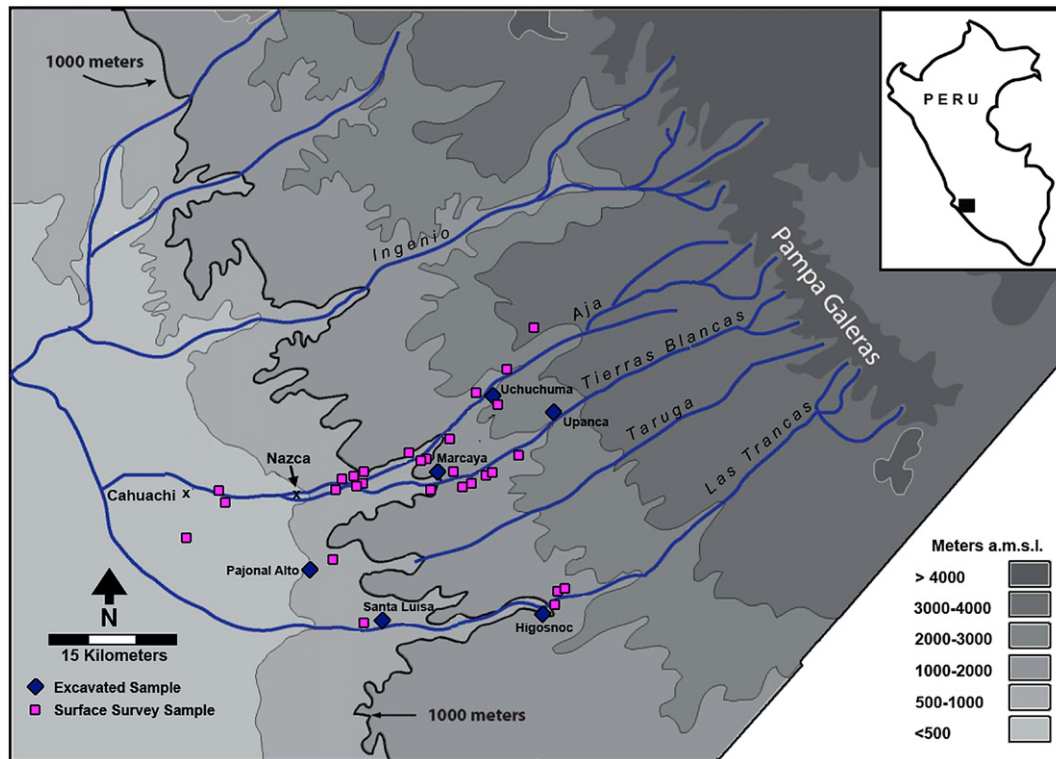 1000 meters
PERU
Ingenio
Pampa Galeras
Aja
Tierras Blancas
Uchuchuma
Upanca
Taruga
Las Trancas
Nazca
Marcaya
Cahuachi x
x
Pajonal Alto
Santa Luisa
Higosnoc
N
15 Kilometers
Excavated Sample
Surface Survey Sample
1000 meters
Meters a.m.s.l.
> 4000
3000-4000
2000-3000
1000-2000
500-1000
<500